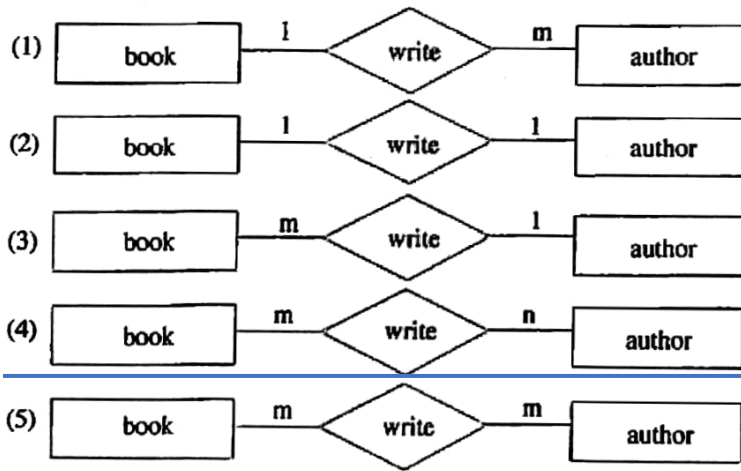 (1) book 1 write m author
(2) book 1 write 1 author
(3) book m write 1 author
(4) book m write n author
(5) book m write m author